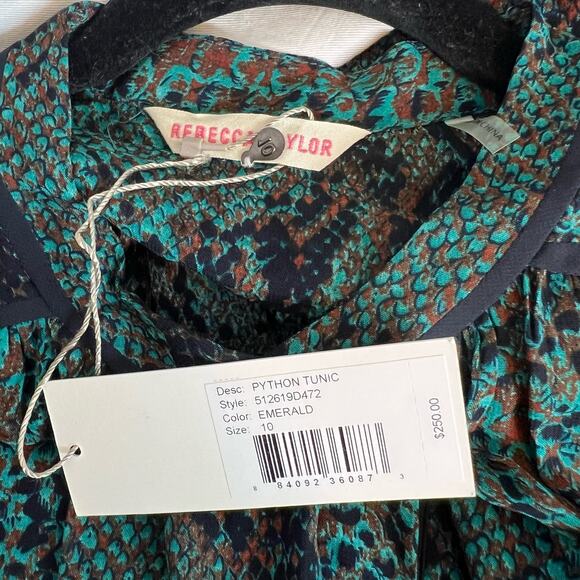 REBECCA TAYLOR
10
Desc: PYTHON TUNIC
Style: 512619D472
Color: EMERALD
Size: 10
$250.00
8 84092 36087 3